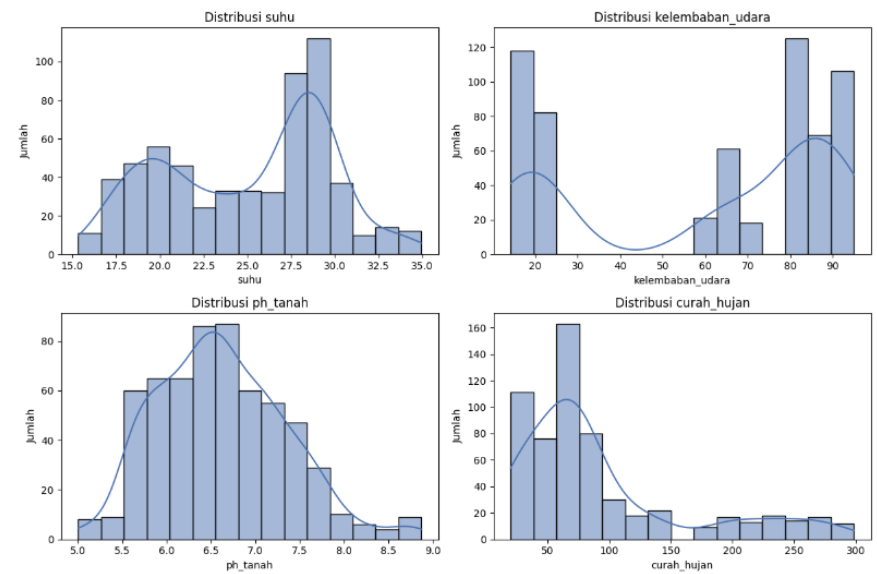 Distribusi suhu
Jumlah
100
80
60
40
20
0
15.0 17.5 20.0 22.5 25.0 27.5 30.0 32.5 35.0
suhu
Distribusi kelembaban_udara
Jumlah
120
100
80
60
40
20
0
20 30 40 50 60 70 80 90
kelembaban_udara
Distribusi ph_tanah
Jumlah
80
60
40
20
0
5.0 5.5 6.0 6.5 7.0 7.5 8.0 8.5 9.0
ph_tanah
Distribusi curah_hujan
Jumlah
160
140
120
100
80
60
40
20
0
50 100 150 200 250 300
curah_hujan